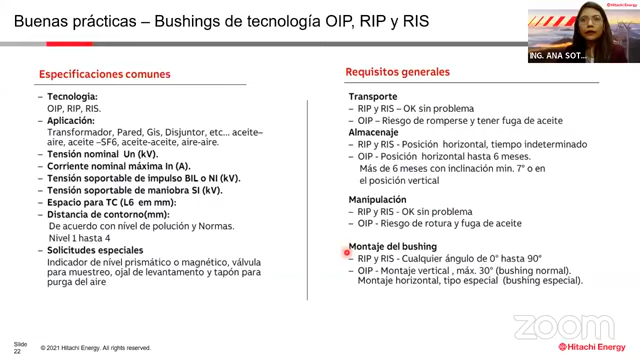 Buenas prácticas – Bushings de tecnología OIP, RIP y RIS
Hitachi Energy
ING. ANA SOT...
Especificaciones comunes
– Tecnologia:
OIP, RIP, RIS.
– Aplicación:
Transformador, Pared, Gis, Disjuntor, etc... aceite–
aire, aceite –SF6, aceite-aceite, aire-aire.
– Tensión nominal Un (kV).
– Corriente nominal máxima In (A).
– Tensión soportable de impulso BIL o NI (kV).
– Tensión soportable de maniobra SI (kV).
– Espacio para TC (L6 em mm):
– Distancia de contorno(mm):
De acuerdo con nível de polución y Normas.
Nivel 1 hasta 4
– Solicitudes especiales
Indicador de nével prismático o magnético, válvula
para muestreo, ojal de levantamento y tapón para
purga del aire
Requisitos generales
Transporte
– RIP y RIS – OK sin problema
– OIP – Riesgo de romperse y tener fuga de aceite
Almacenaje
– RIP y RIS - Posición horizontal, tiempo indeterminado
– OIP - Posición horizontal hasta 6 meses.
Más de 6 meses con inclinación min. 7° o en
el posición vertical
Manipulación
– RIP y RIS - OK sin problema
– OIP - Riesgo de rotura y fuga de aceite
Montaje del bushing
– RIP y RIS - Cualquier ángulo de 0° hasta 90°
– OIP - Montaje vertical , máx. 30° (bushing normal).
Montaje horizontal, tipo especial (bushing especial).
zoom
Slide
22
© 2021 Hitachi Energy. All rights reserved.
Hitachi Energy